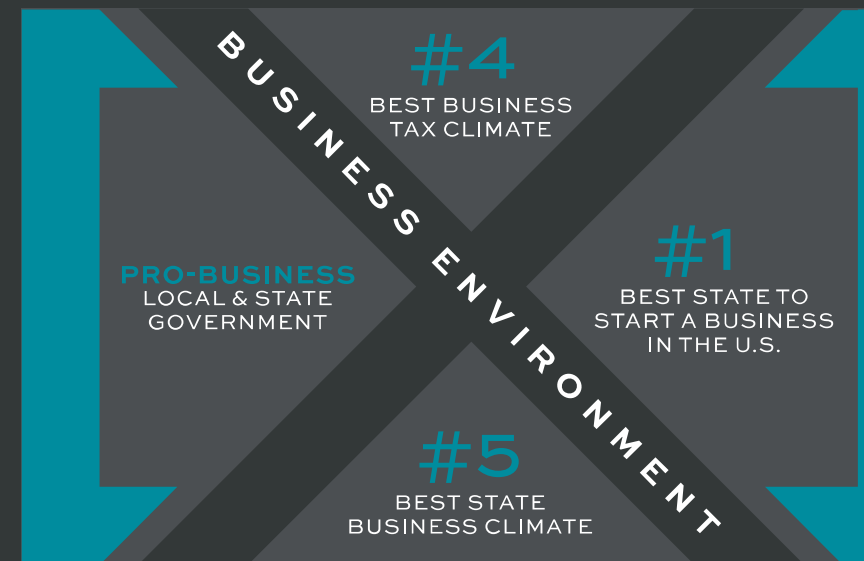 BUSINESS ENVIRONMENT
#4
BEST BUSINESS
TAX CLIMATE
PRO-BUSINESS
LOCAL & STATE
GOVERNMENT
#1
BEST STATE TO
START A BUSINESS
IN THE U.S.
#5
BEST STATE
BUSINESS CLIMATE